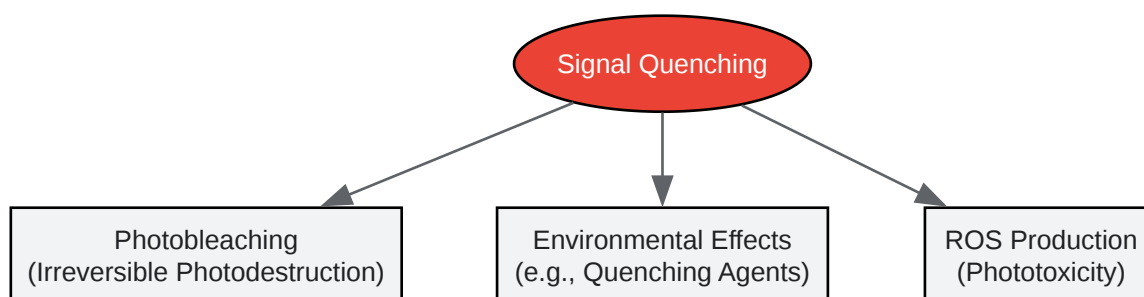 Signal Quenching
Photobleaching
(Irreversible Photodestruction)
Environmental Effects
(e.g., Quenching Agents)
ROS Production
(Phototoxicity)